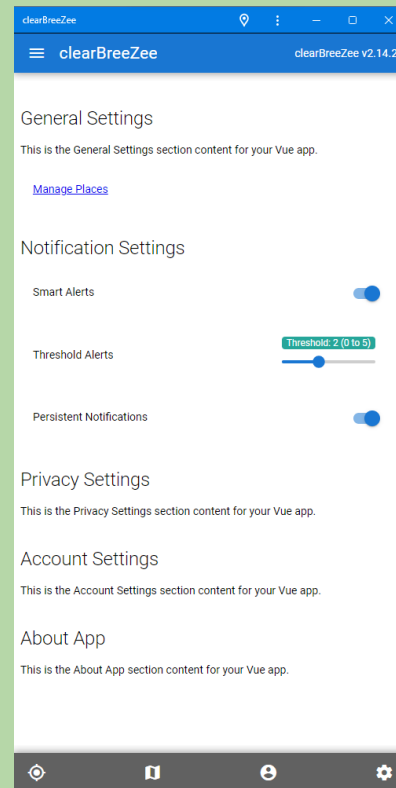 clearBreeZee
clearBreeZee
clearBreeZee v2.14.2
General Settings
This is the General Settings section content for your Vue app.
Manage Places
Notification Settings
Smart Alerts
Threshold: 2 (0 to 5)
Threshold Alerts
Persistent Notifications
Privacy Settings
This is the Privacy Settings section content for your Vue app.
Account Settings
This is the Account Settings section content for your Vue app.
About App
This is the About App section content for your Vue app.